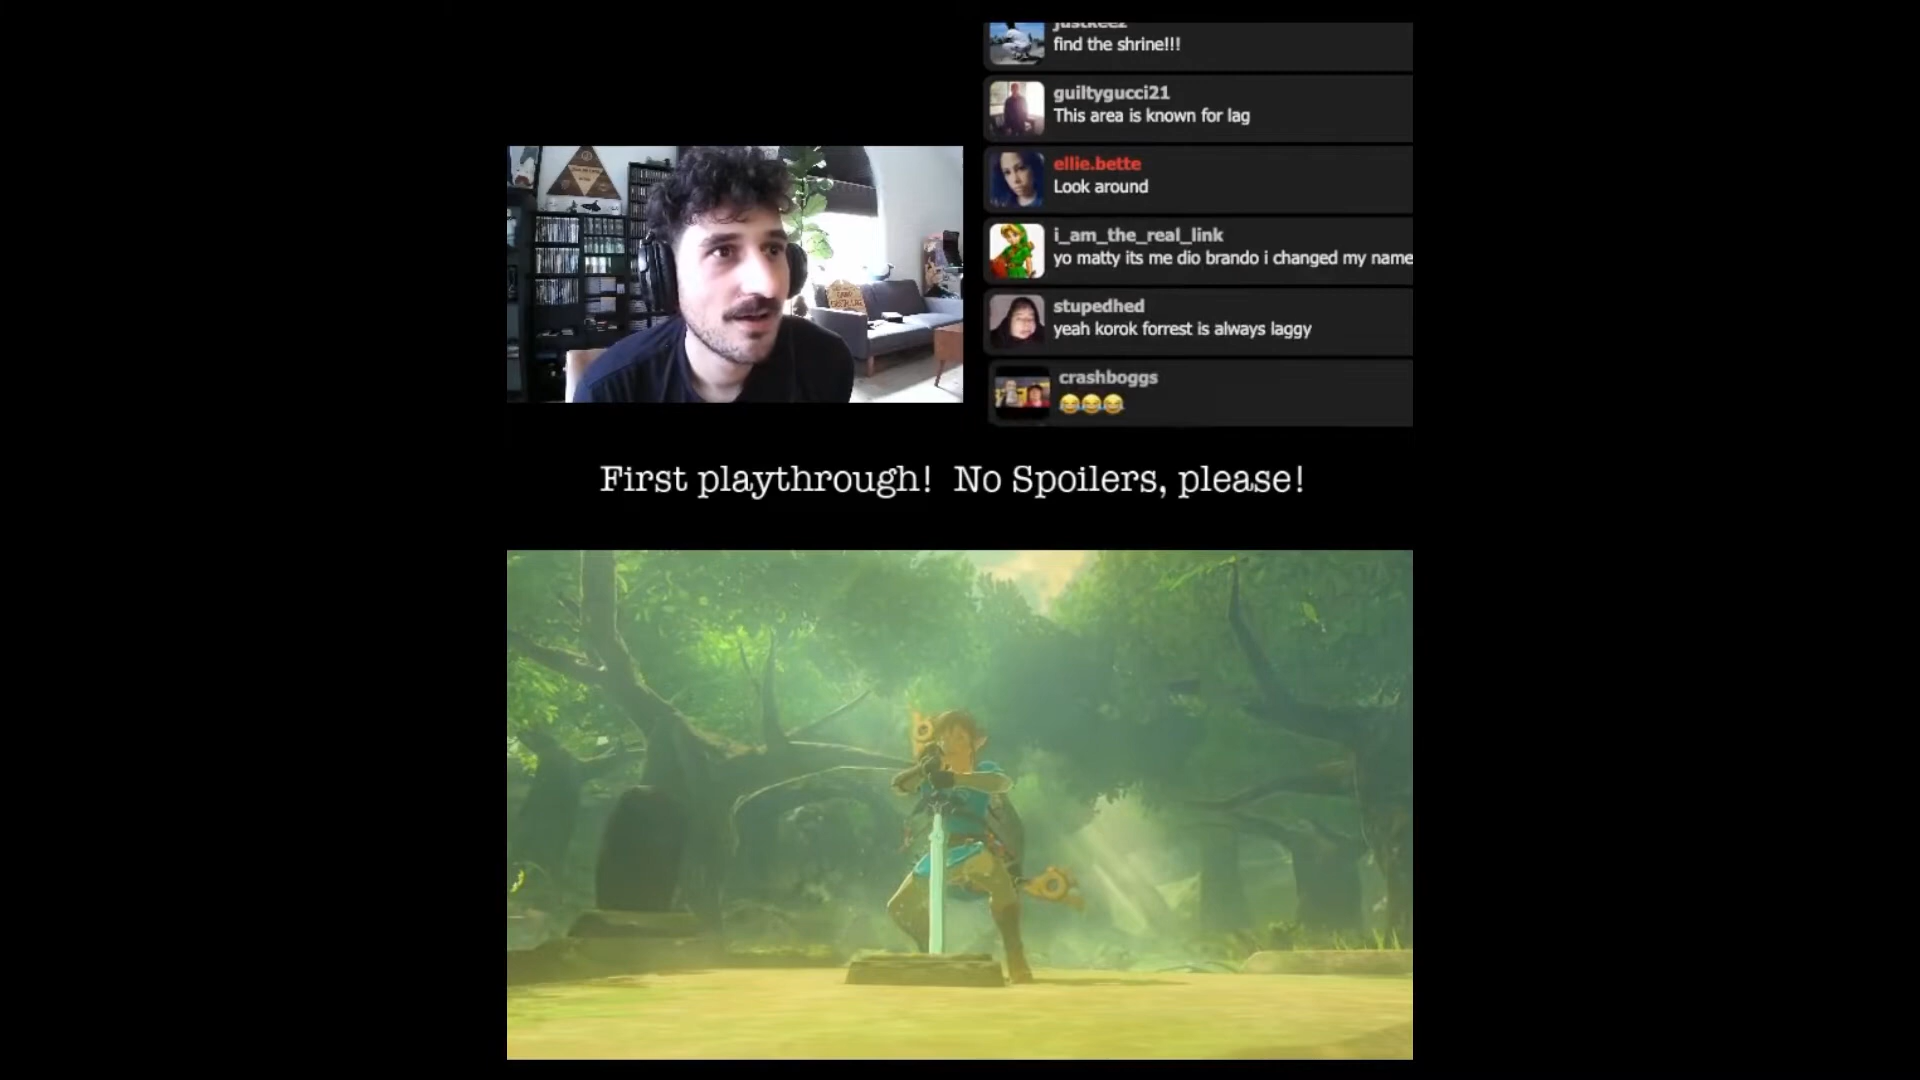 justkeez
find the shrine!!!
guiltygucci21
This area is known for lag
ellie.bette
Look around
i_am_the_real_link
yo matty its me dio brando i changed my name
stupedhed
yeah korok forrest is always laggy
crashboggs
😂😂😂
First playthrough! No Spoilers, please!